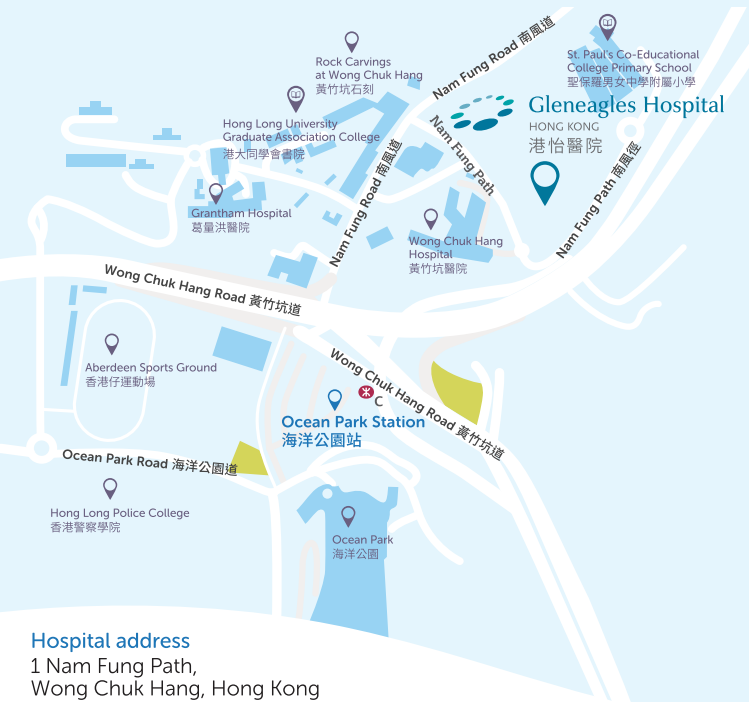 Nam Fung Road 南風道
St. Paul's Co-Educational
College Primary School
聖保羅男女中學附屬小學
Rock Carvings
at Wong Chuk Hang
黃竹坑石刻
Gleneagles Hospital
HONG KONG
港怡醫院
Hong Long University
Graduate Association College
港大同學會書院
Nam Fung Path
Nam Fung Road 南風道
Nam Fung Path 南風徑
Grantham Hospital
葛量洪醫院
Wong Chuk Hang
Hospital
黃竹坑醫院
Wong Chuk Hang Road 黃竹坑道
Aberdeen Sports Ground
香港仔運動場
Wong Chuk Hang Road 黃竹坑道
C
Ocean Park Station
海洋公園站
Ocean Park Road 海洋公園道
Hong Long Police College
香港警察學院
Ocean Park
海洋公園
Hospital address
1 Nam Fung Path,
Wong Chuk Hang, Hong Kong